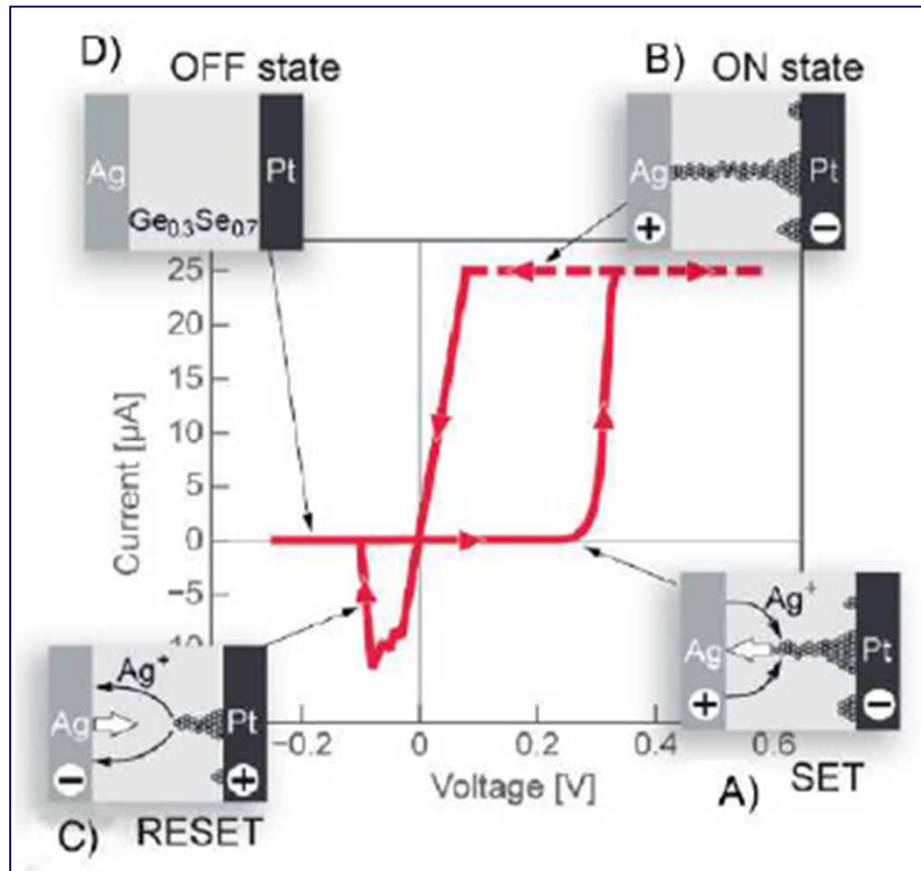 D)
OFF state
Ag
Pt
Ge0.3Se0.7
B)
ON state
Ag
Pt
+
−
25
20
15
10
5
0
−5
Current [µA]
Ag+
Ag
Pt
−
+
C)
RESET
Ag+
Ag
Pt
+
−
A)
SET
−0.2
0
0.2
0.4
0.6
Voltage [V]